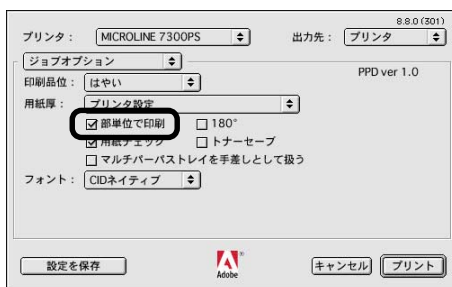 8.8.0 (301)
プリンタ： MICROLINE 7300PS 出力先： プリンタ
ジョブオプション
PPD ver 1.0
印刷品位： はやい
用紙厚： プリンタ設定
部単位で印刷 180°
用紙チェック トナーセーブ
マルチパーパストレイを手差しとして扱う
フォント： CIDネイティブ
設定を保存 Adobe キャンセル プリント